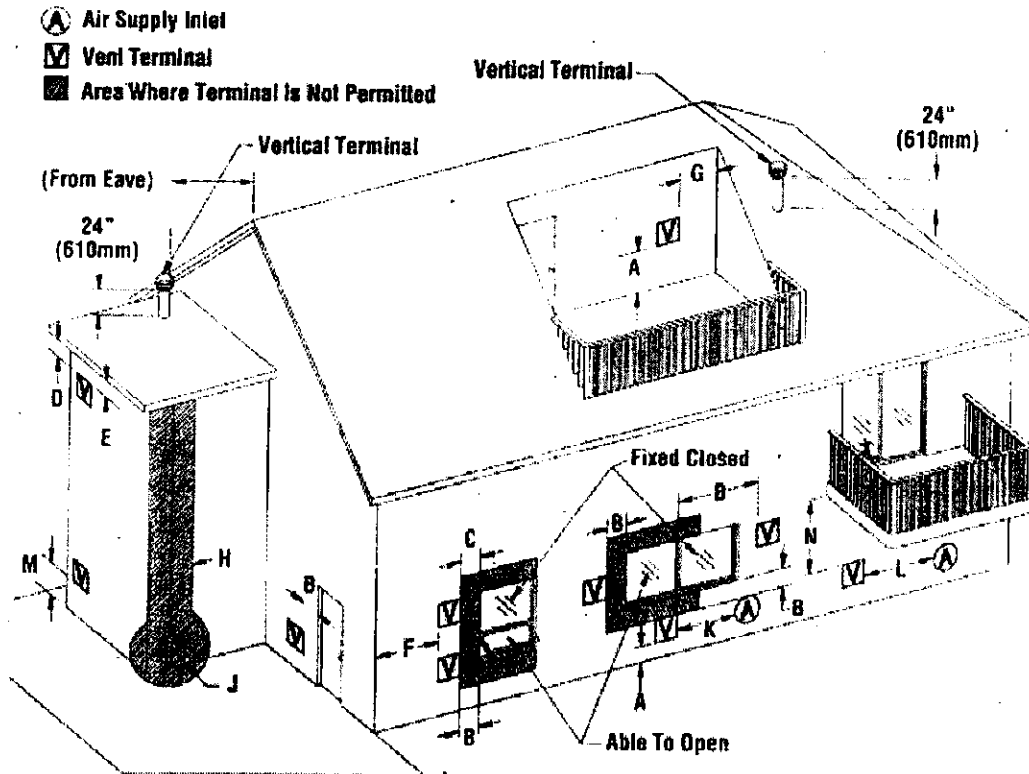 A Air Supply Inlet
V Vent Terminal
Area Where Terminal Is Not Permitted
Vertical Terminal
24"
(610mm)
Vertical Terminal
(From Eave)
24"
(610mm)
G
V
A
D
V
E
Fixed Closed
B
C
B
V
N
M
V
H
B
V
V
L
A
V
V
B
F
V
K
A
V
V
J
A
B
Able To Open